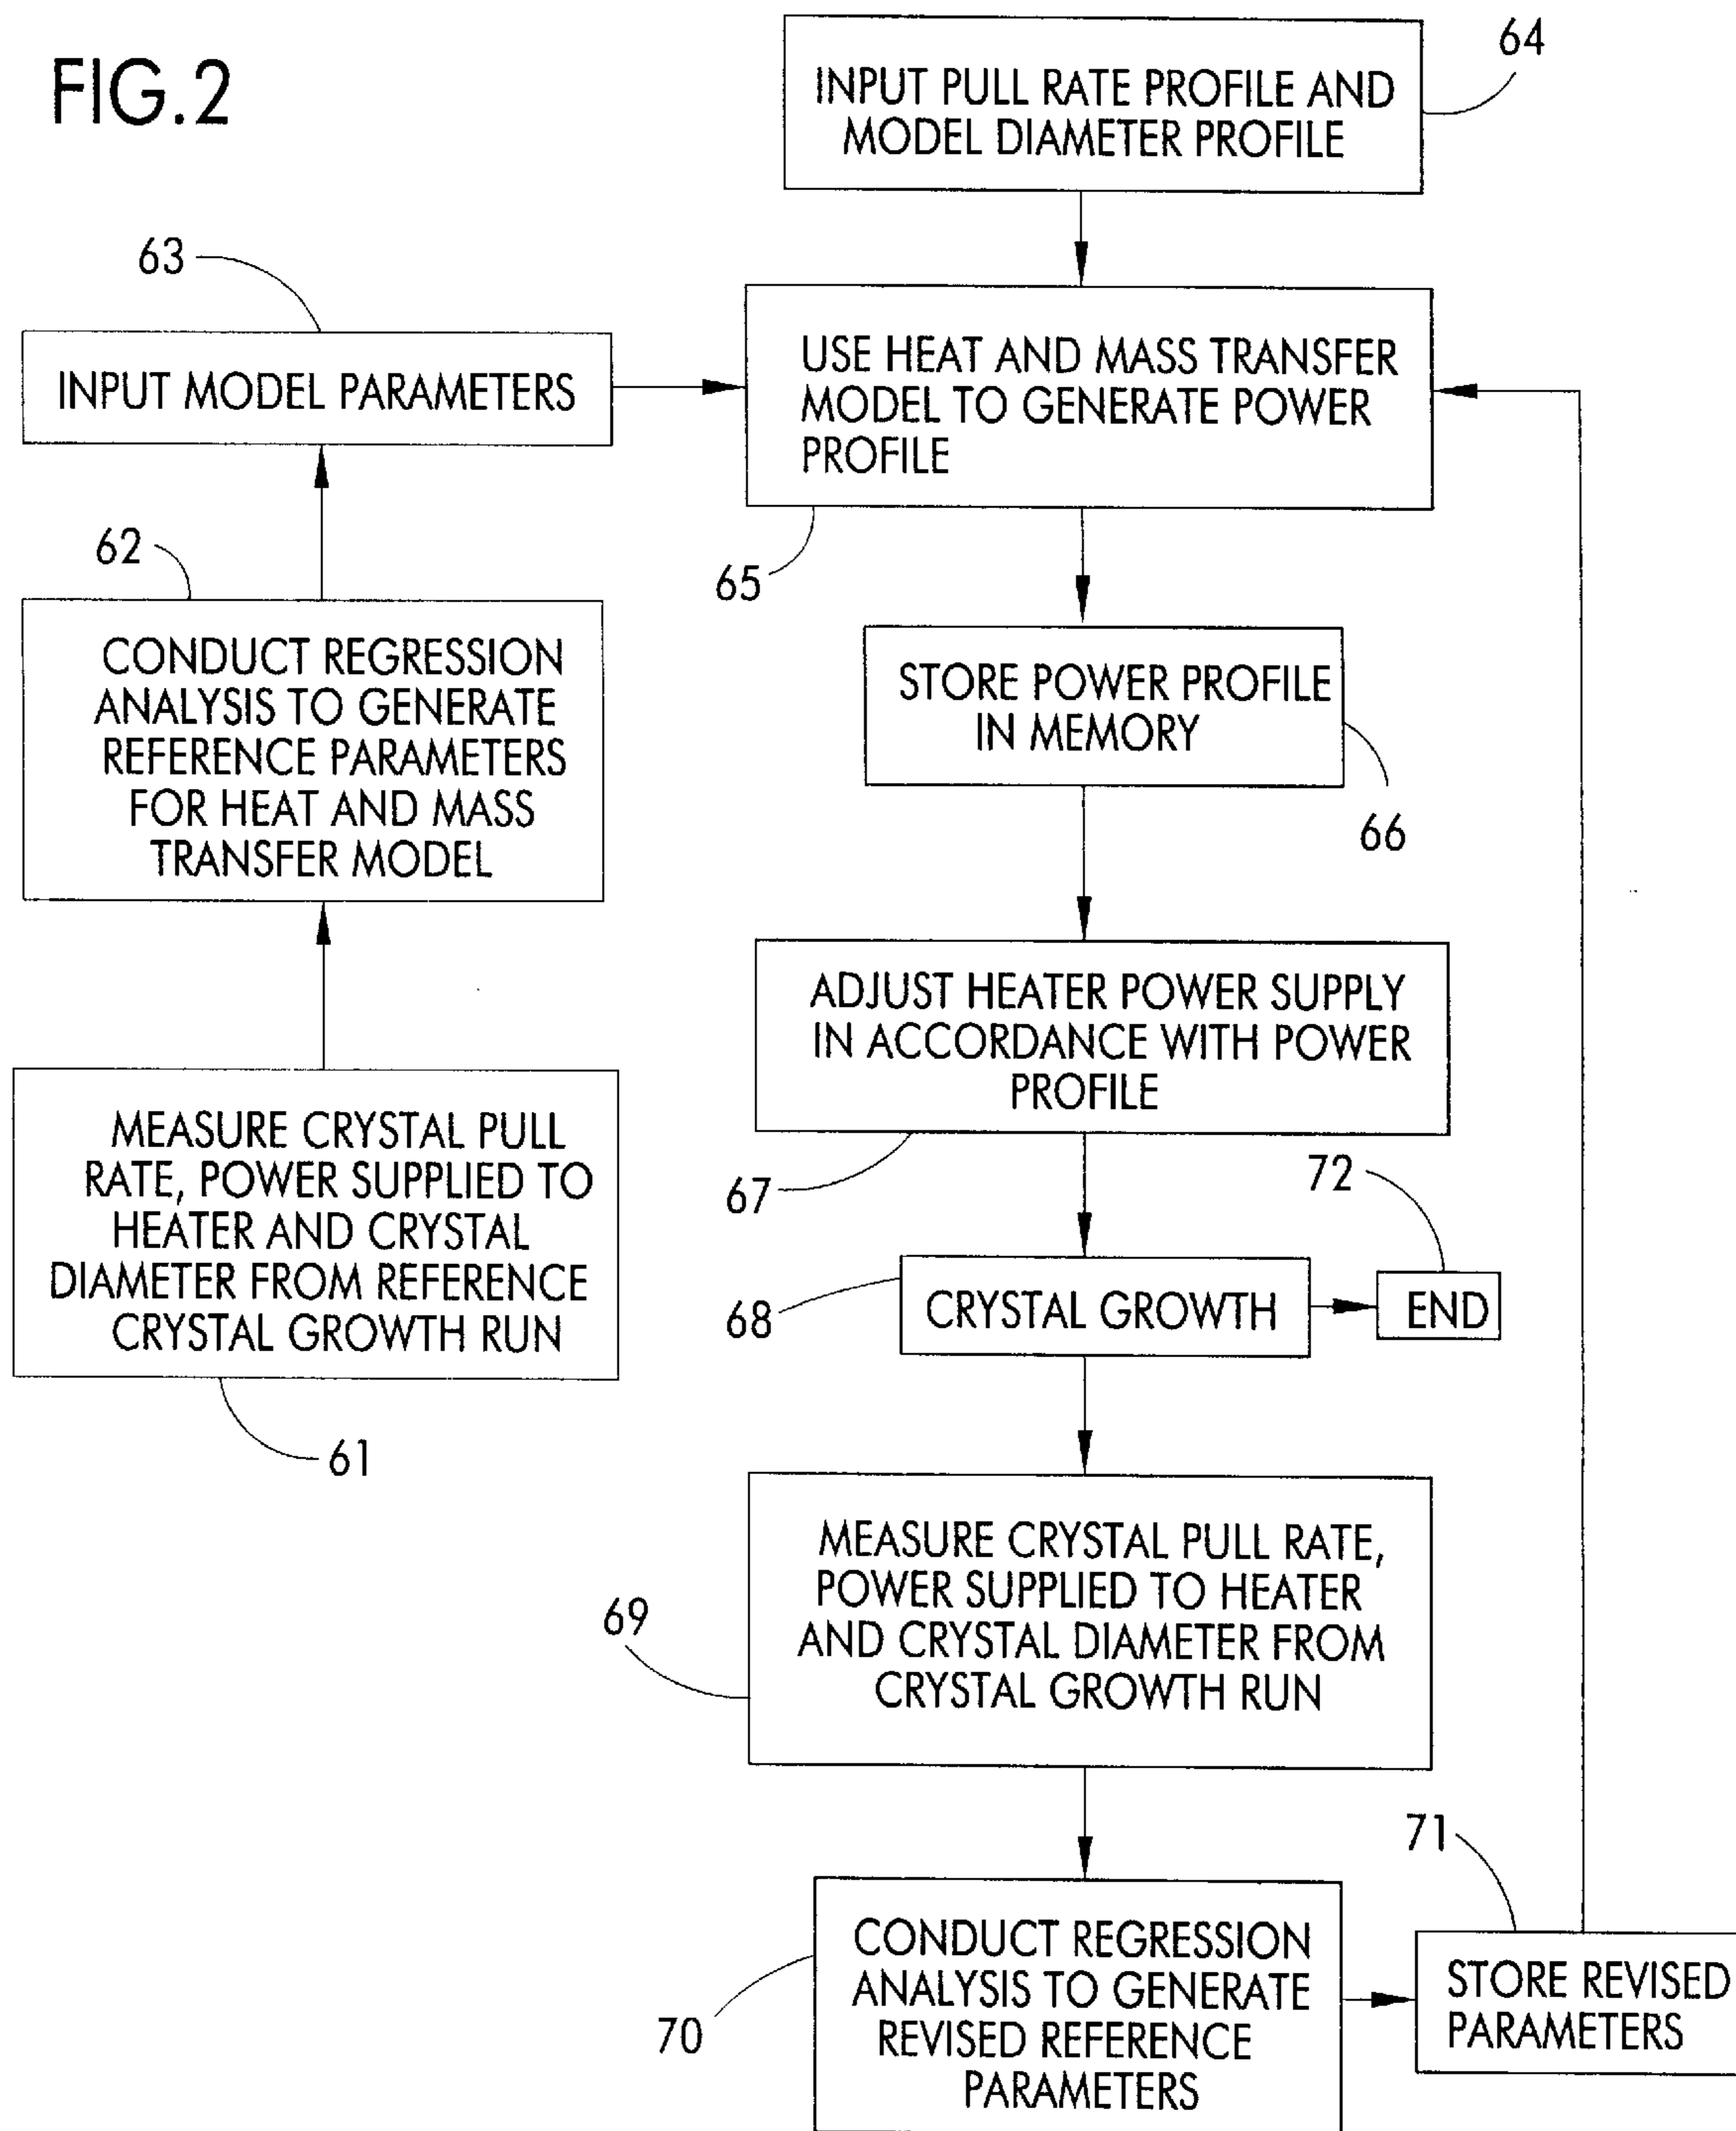 FIG.2
64
INPUT PULL RATE PROFILE AND
MODEL DIAMETER PROFILE
63
INPUT MODEL PARAMETERS
USE HEAT AND MASS TRANSFER
MODEL TO GENERATE POWER
PROFILE
65
62
CONDUCT REGRESSION
ANALYSIS TO GENERATE
REFERENCE PARAMETERS
FOR HEAT AND MASS
TRANSFER MODEL
STORE POWER PROFILE
IN MEMORY
66
ADJUST HEATER POWER SUPPLY
IN ACCORDANCE WITH POWER
PROFILE
67
MEASURE CRYSTAL PULL
RATE, POWER SUPPLIED TO
HEATER AND CRYSTAL
DIAMETER FROM REFERENCE
CRYSTAL GROWTH RUN
61
72
68
CRYSTAL GROWTH
END
69
MEASURE CRYSTAL PULL RATE,
POWER SUPPLIED TO HEATER
AND CRYSTAL DIAMETER FROM
CRYSTAL GROWTH RUN
71
70
CONDUCT REGRESSION
ANALYSIS TO GENERATE
REVISED REFERENCE
PARAMETERS
STORE REVISED
PARAMETERS